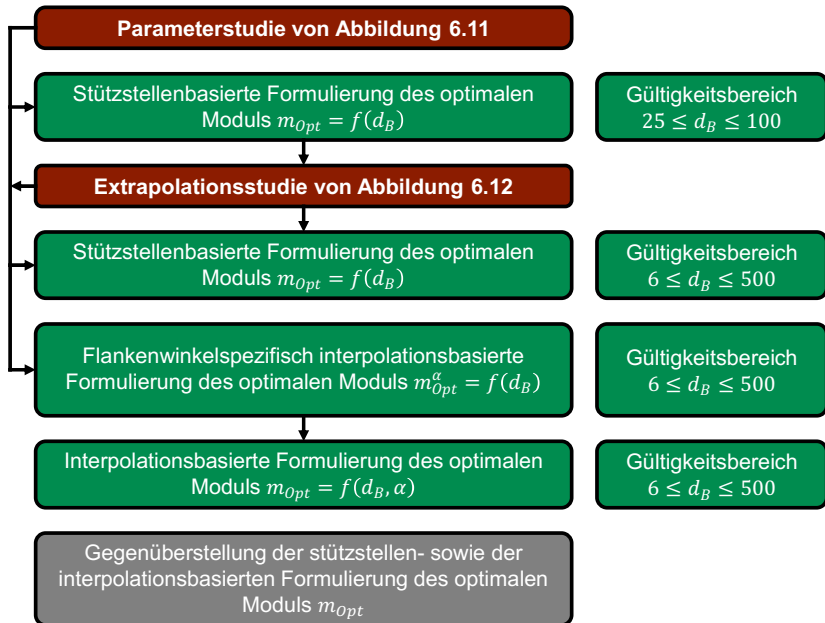 Parameterstudie von Abbildung 6.11
Stützstellenbasierte Formulierung des optimalen
Moduls m_Opt = f(d_B)
Gültigkeitsbereich
25 ≤ d_B ≤ 100
Extrapolationsstudie von Abbildung 6.12
Stützstellenbasierte Formulierung des optimalen
Moduls m_Opt = f(d_B)
Gültigkeitsbereich
6 ≤ d_B ≤ 500
Flankenwinkelspezifisch interpolationsbasierte
Formulierung des optimalen Moduls m_Opt^α = f(d_B)
Gültigkeitsbereich
6 ≤ d_B ≤ 500
Interpolationsbasierte Formulierung des optimalen
Moduls m_Opt = f(d_B, α)
Gültigkeitsbereich
6 ≤ d_B ≤ 500
Gegenüberstellung der stützstellen- sowie der
interpolationsbasierten Formulierung des optimalen
Moduls m_Opt